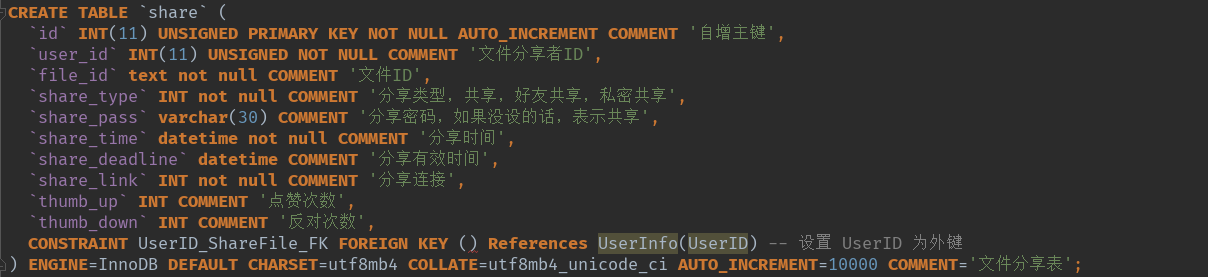 CREATE TABLE `share` (
`id` INT(11) UNSIGNED PRIMARY KEY NOT NULL AUTO_INCREMENT COMMENT '自增主键',
`user_id` INT(11) UNSIGNED NOT NULL COMMENT '文件分享者ID',
`file_id` text not null COMMENT '文件ID',
`share_type` INT not null COMMENT '分享类型，共享，好友共享，私密共享',
`share_pass` varchar(30) COMMENT '分享密码，如果没设的话，表示共享',
`share_time` datetime not null COMMENT '分享时间',
`share_deadline` datetime COMMENT '分享有效时间',
`share_link` INT not null COMMENT '分享连接',
`thumb_up` INT COMMENT '点赞次数',
`thumb_down` INT COMMENT '反对次数',
CONSTRAINT UserID_ShareFile_FK FOREIGN KEY () References UserInfo(UserID) -- 设置 UserID 为外键
) ENGINE=InnoDB DEFAULT CHARSET=utf8mb4 COLLATE=utf8mb4_unicode_ci AUTO_INCREMENT=10000 COMMENT='文件分享表';